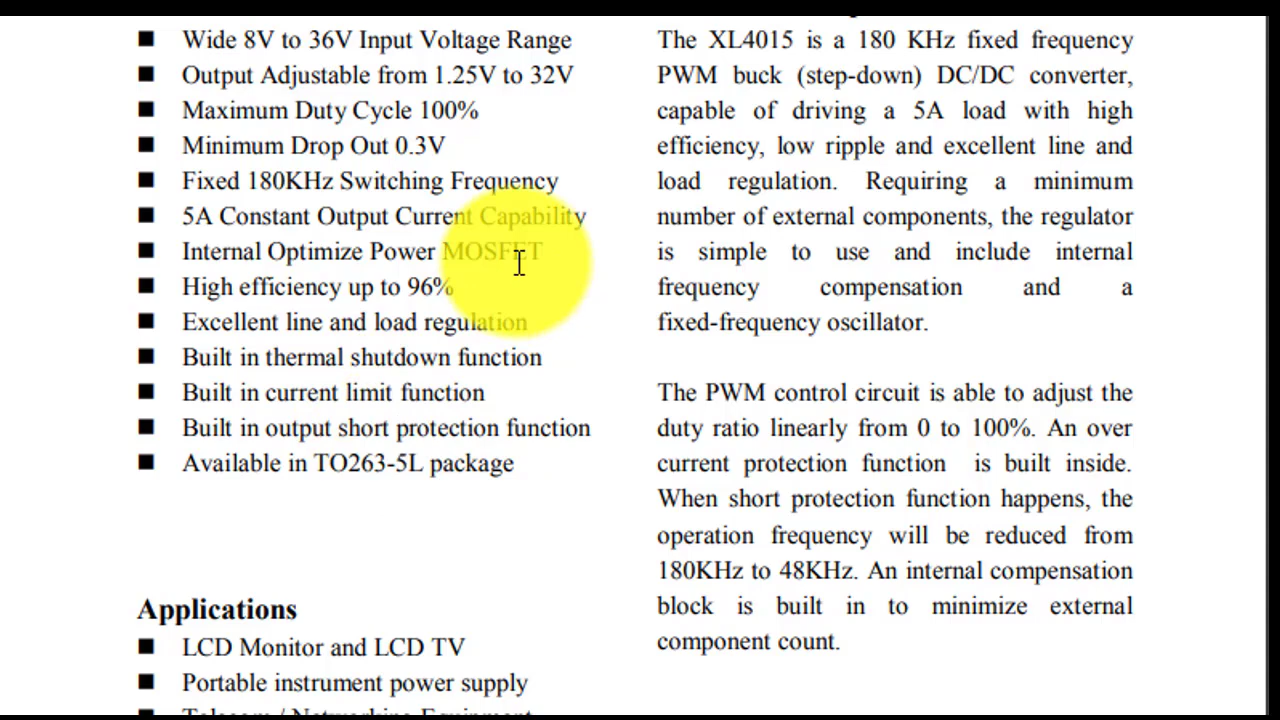 Wide 8V to 36V Input Voltage Range
Output Adjustable from 1.25V to 32V
Maximum Duty Cycle 100%
Minimum Drop Out 0.3V
Fixed 180KHz Switching Frequency
5A Constant Output Current Capability
Internal Optimize Power MOSFET
High efficiency up to 96%
Excellent line and load regulation
Built in thermal shutdown function
Built in current limit function
Built in output short protection function
Available in TO263-5L package
Applications
LCD Monitor and LCD TV
Portable instrument power supply
Telecom / Networking Equipment
The XL4015 is a 180 KHz fixed frequency
PWM buck (step-down) DC/DC converter,
capable of driving a 5A load with high
efficiency, low ripple and excellent line and
load regulation. Requiring a minimum
number of external components, the regulator
is simple to use and include internal
frequency compensation and a
fixed-frequency oscillator.
The PWM control circuit is able to adjust the
duty ratio linearly from 0 to 100%. An over
current protection function is built inside.
When short protection function happens, the
operation frequency will be reduced from
180KHz to 48KHz. An internal compensation
block is built in to minimize external
component count.